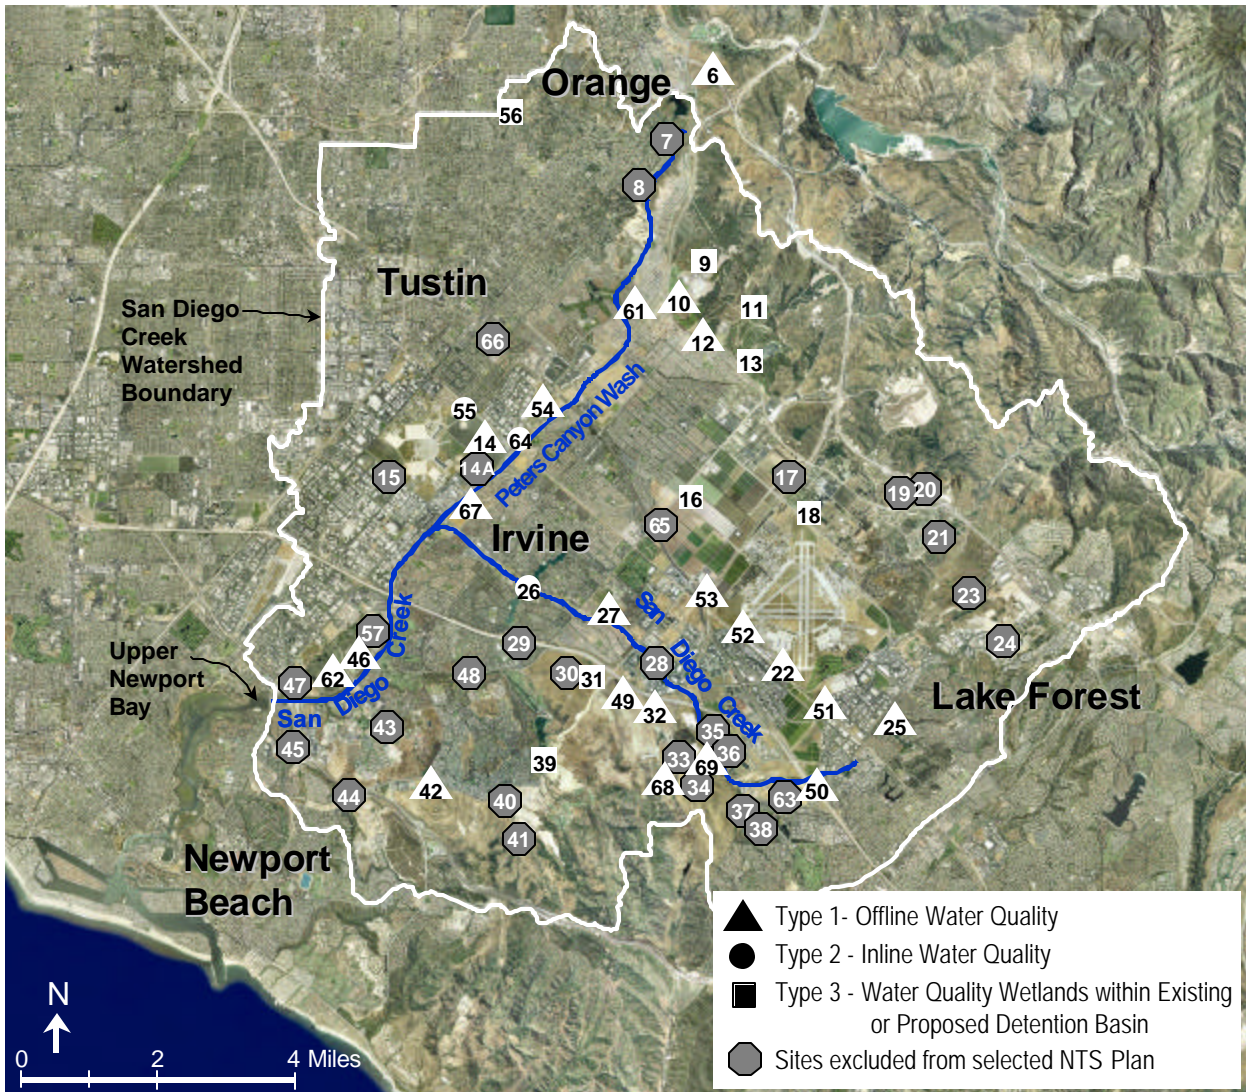 Orange
6
56
7
8
9
Tustin
10
11
San Diego
Creek
Watershed
Boundary
61
12
66
13
Peters Canyon Wash
54
55
14
64
14A
15
17
19
20
16
67
18
65
Irvine
21
26
53
23
27
San Diego Creek
57
52
24
29
46
28
Upper
Newport
Bay
22
48
30
31
62
47
Lake Forest
49
32
51
25
San Diego Creek
43
35
45
36
39
33
69
42
68
34
50
44
40
63
37
41
38
Newport
Beach
N
0 2 4 Miles
Type 1- Offline Water Quality
Type 2 - Inline Water Quality
Type 3 - Water Quality Wetlands within Existing
or Proposed Detention Basin
Sites excluded from selected NTS Plan